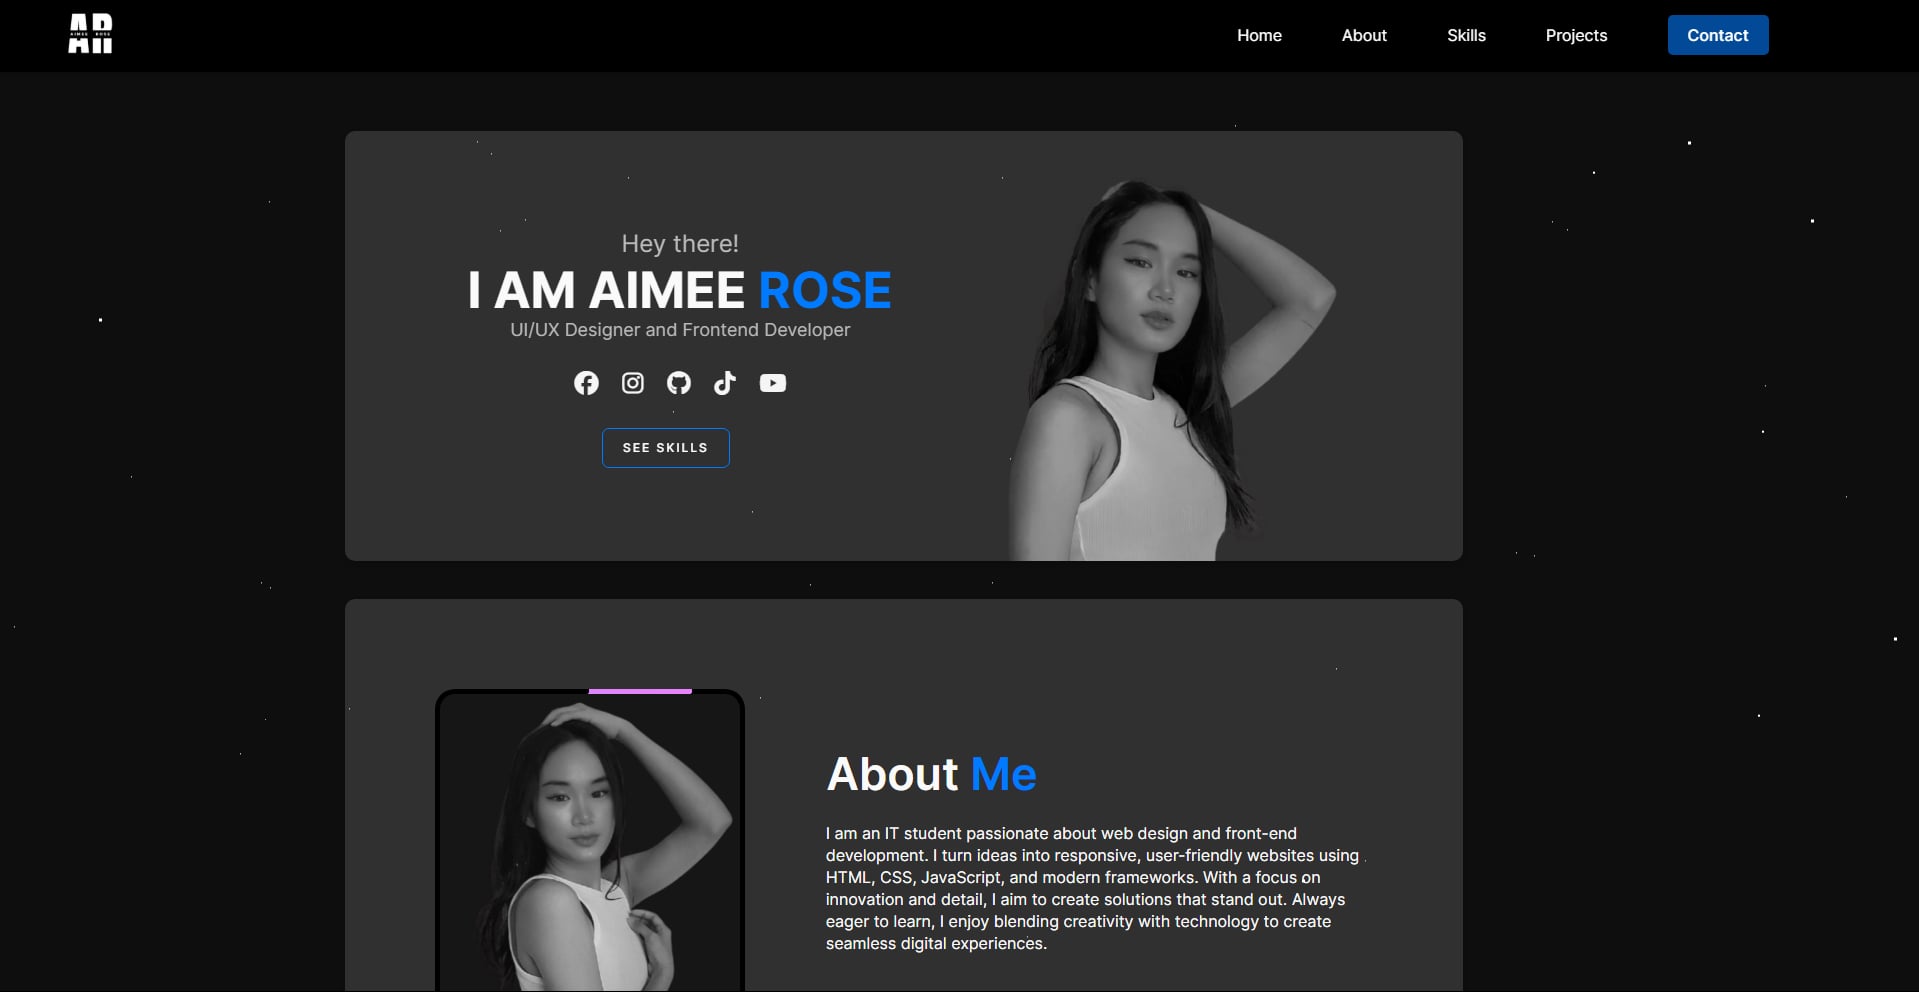 AR
AIMEE ROSE
Home
About
Skills
Projects
Contact
Hey there!
I AM AIMEE ROSE
UI/UX Designer and Frontend Developer
SEE SKILLS
About Me
I am an IT student passionate about web design and front-end
development. I turn ideas into responsive, user-friendly websites using
HTML, CSS, JavaScript, and modern frameworks. With a focus on
innovation and detail, I aim to create solutions that stand out. Always
eager to learn, I enjoy blending creativity with technology to create
seamless digital experiences.